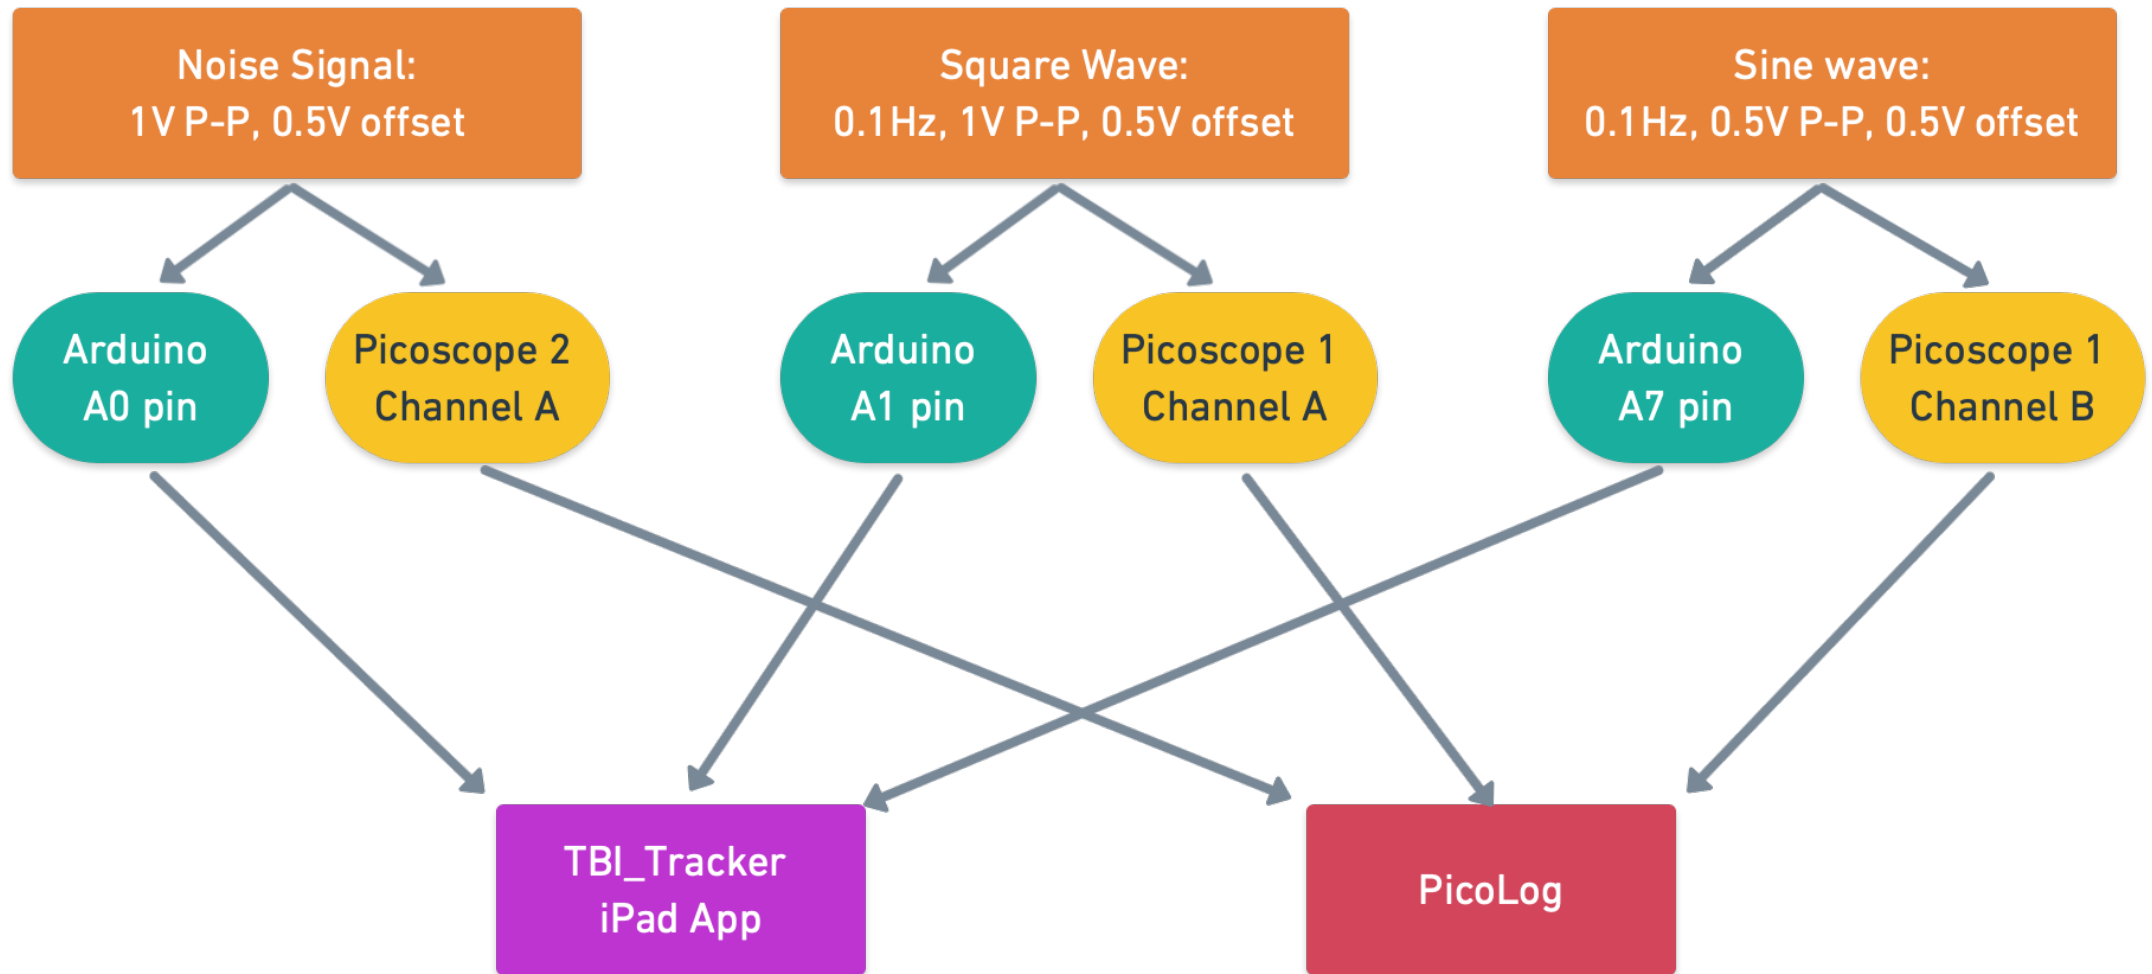 Noise Signal:
1V P-P, 0.5V offset
Square Wave:
0.1Hz, 1V P-P, 0.5V offset
Sine wave:
0.1Hz, 0.5V P-P, 0.5V offset
Arduino
A0 pin
Picoscope 2
Channel A
Arduino
A1 pin
Picoscope 1
Channel A
Arduino
A7 pin
Picoscope 1
Channel B
TBI_Tracker
iPad App
PicoLog